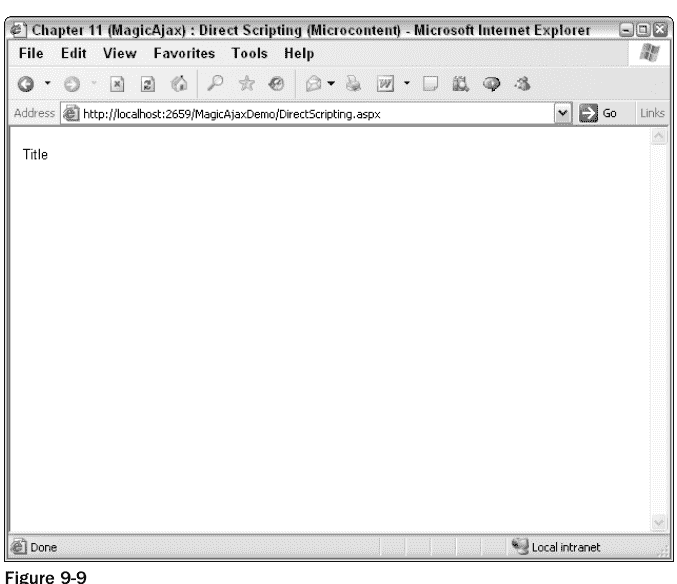 Chapter 11 (MagicAjax) : Direct Scripting (Microcontent) - Microsoft Internet Explorer
File Edit View Favorites Tools Help
Address http://localhost:2659/MagicAjaxDemo/DirectScripting.aspx Go Links
Title
Done Local intranet
Figure 9-9